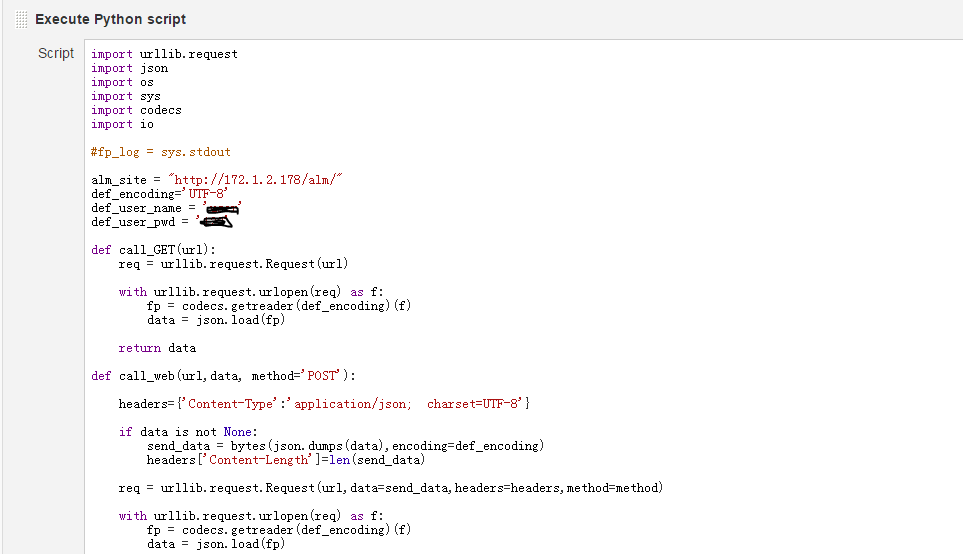 Execute Python script
Script
import urllib.request
import json
import os
import sys
import codecs
import io
#fp_log = sys.stdout
alm_site = "http://172.1.2.178/alm/"
def_encoding='UTF-8'
def_user_name = ' '
def_user_pwd = '
def call_GET(url):
req = urllib.request.Request(url)
with urllib.request.urlopen(req) as f:
fp = codecs.getreader(def_encoding)(f)
data = json.load(fp)
return data
def call_web(url,data, method='POST'):
headers={'Content-Type':'application/json;  charset=UTF-8'}
if data is not None:
send_data = bytes(json.dumps(data),encoding=def_encoding)
headers['Content-Length']=len(send_data)
req = urllib.request.Request(url,data=send_data,headers=headers,method=method)
with urllib.request.urlopen(req) as f:
fp = codecs.getreader(def_encoding)(f)
data = json.load(fp)